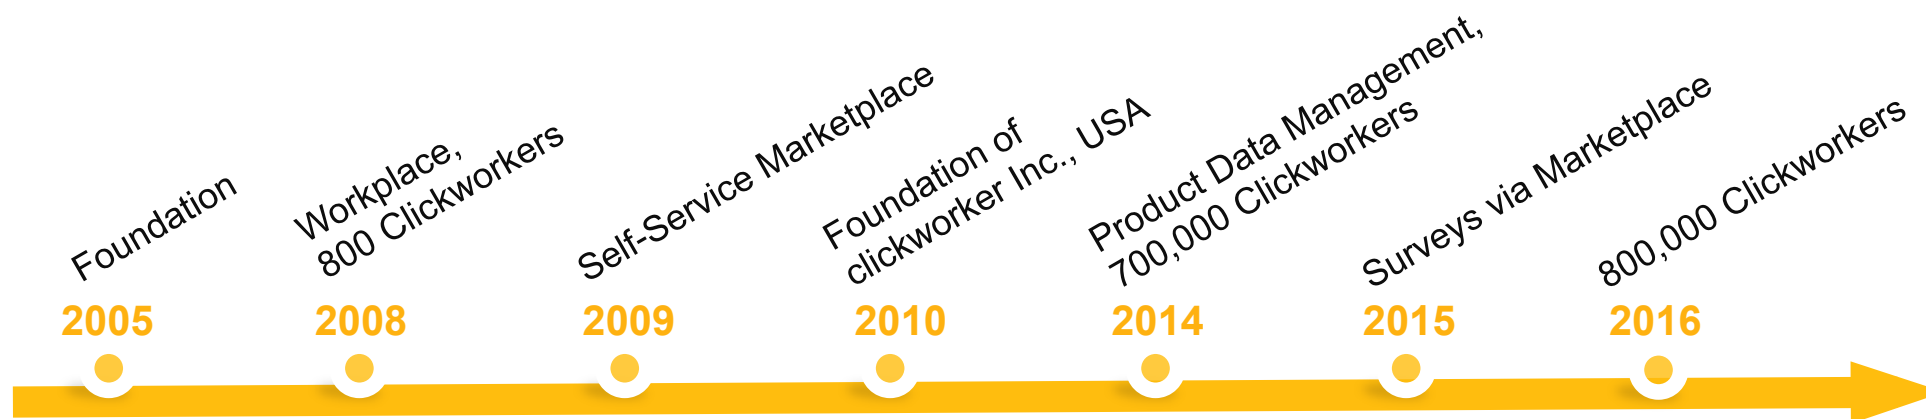 Foundation
2005
Workplace,
800 Clickworkers
2008
Self-Service Marketplace
2009
Foundation of
clickworker Inc., USA
2010
Product Data Management,
700,000 Clickworkers
2014
Surveys via Marketplace
2015
800,000 Clickworkers
2016